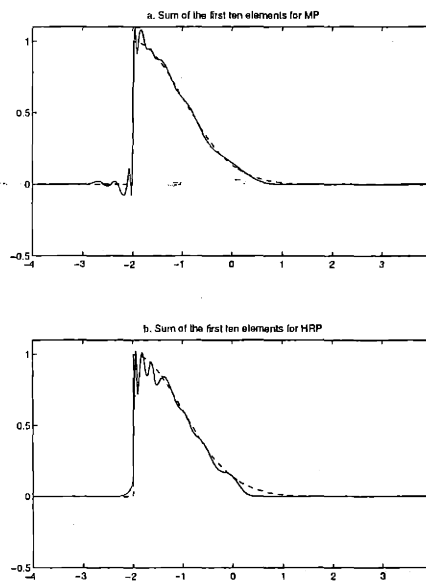 a. Sum of the first ten elements for MP
1
0.5
0
-0.5
-4 -3 -2 -1 0 1 2 3
b. Sum of the first ten elements for HRP
1
0.5
0
-0.5
-4 -3 -2 -1 0 1 2 3